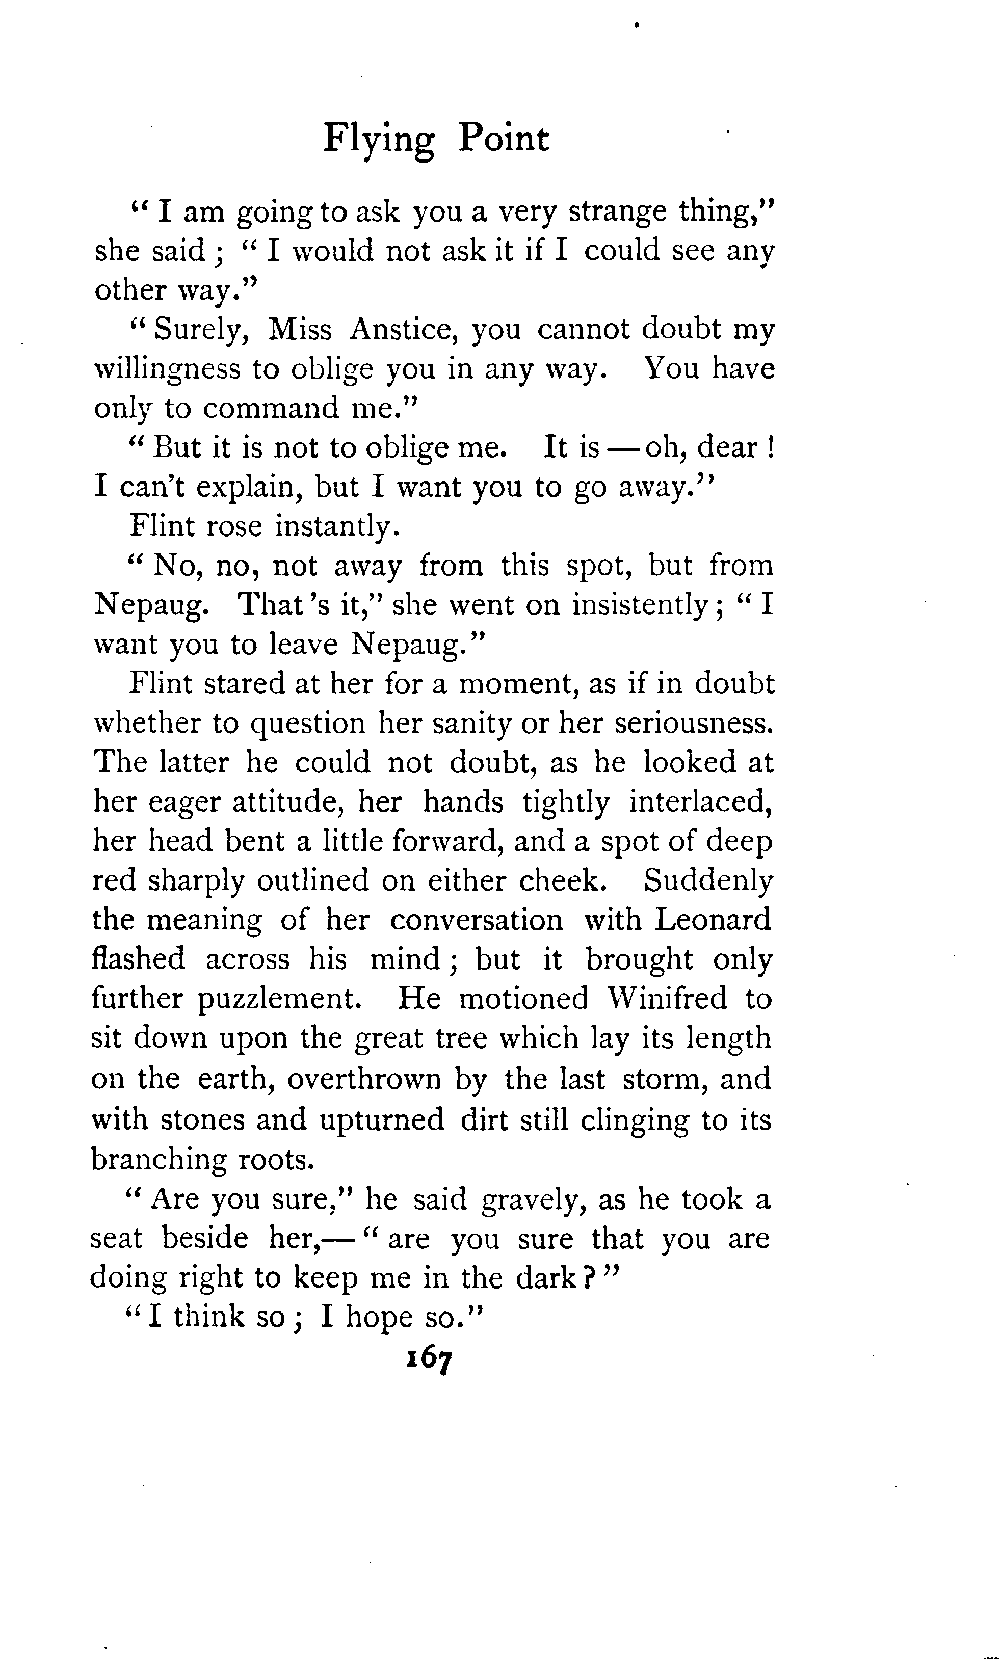 Flying Point
“ I am going to ask you a very strange thing,”
she said ; “ I would not ask it if I could see any
other way.”
“ Surely, Miss Anstice, you cannot doubt my
willingness to oblige you in any way. You have
only to command me.”
“ But it is not to oblige me. It is — oh, dear !
I can't explain, but I want you to go away.”
Flint rose instantly.
“ No, no, not away from this spot, but from
Nepaug. That 's it,” she went on insistently ; “ I
want you to leave Nepaug.”
Flint stared at her for a moment, as if in doubt
whether to question her sanity or her seriousness.
The latter he could not doubt, as he looked at
her eager attitude, her hands tightly interlaced,
her head bent a little forward, and a spot of deep
red sharply outlined on either cheek. Suddenly
the meaning of her conversation with Leonard
flashed across his mind ; but it brought only
further puzzlement. He motioned Winifred to
sit down upon the great tree which lay its length
on the earth, overthrown by the last storm, and
with stones and upturned dirt still clinging to its
branching roots.
“ Are you sure,” he said gravely, as he took a
seat beside her,— “ are you sure that you are
doing right to keep me in the dark ? ”
“ I think so ; I hope so.”
167